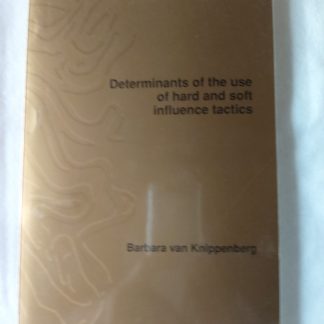 Determinants of the use
of hard and soft
influence tactics
Barbara van Knippenberg